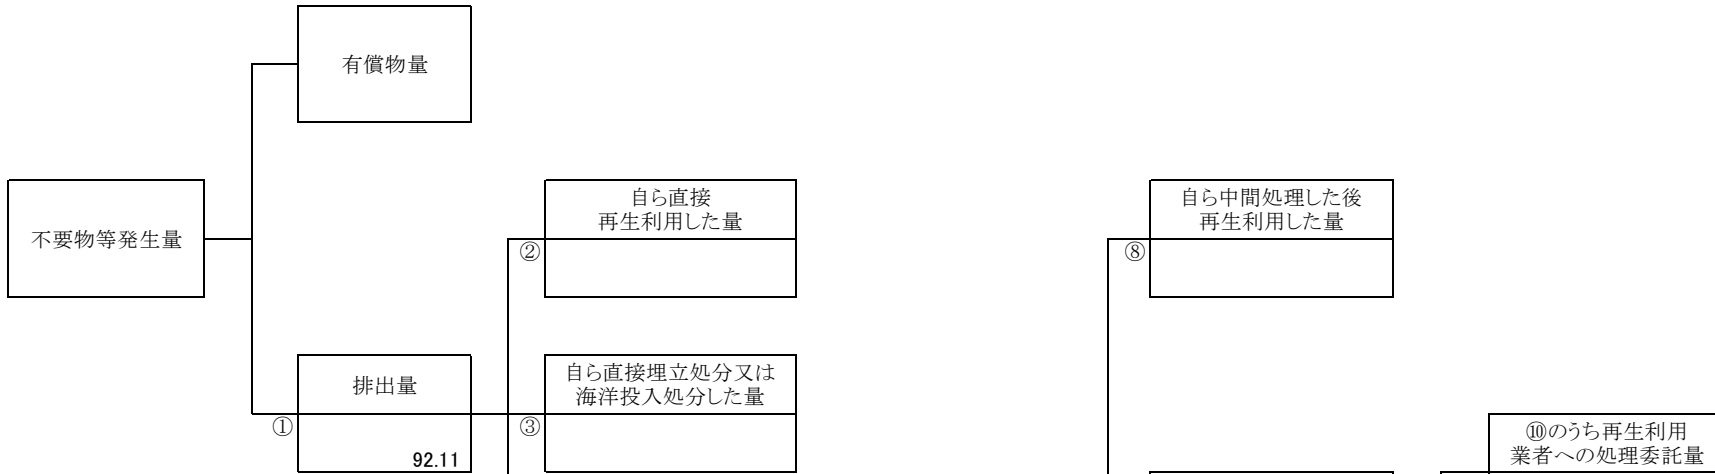 有償物量
不要物等発生量
自ら直接
再生利用した量
②
自ら中間処理した後
再生利用した量
⑧
排出量
①
92.11
自ら直接埋立処分又は
海洋投入処分した量
③
⑩のうち再生利用
業者への処理委託量